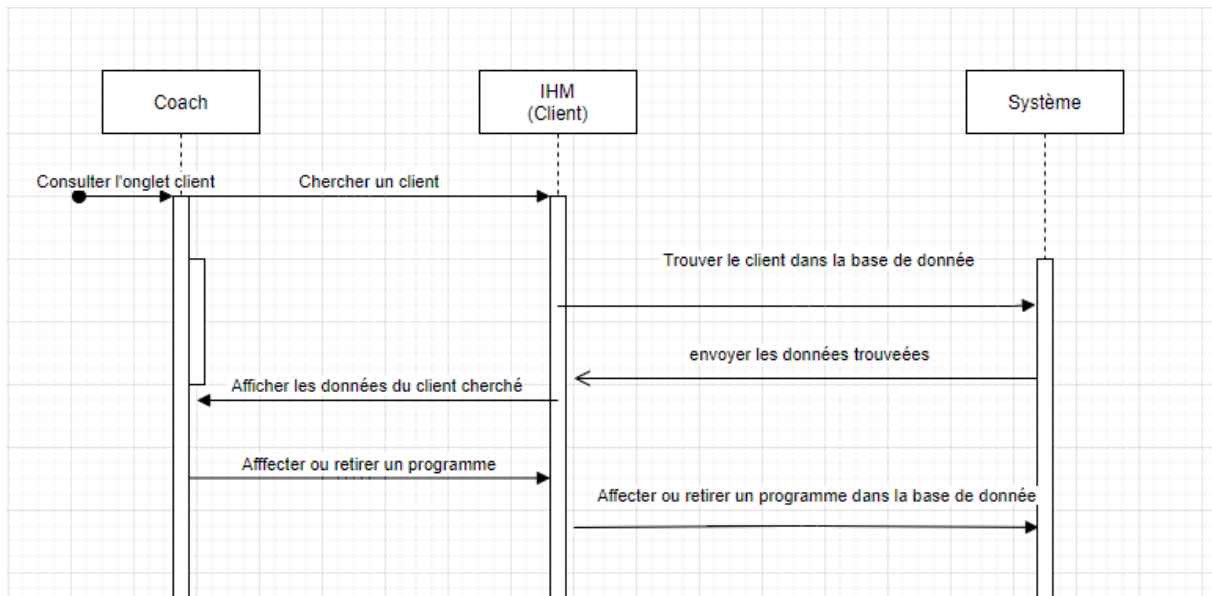 Coach
IHM
(Client)
Système
Consulter l'onglet client
Chercher un client
Trouver le client dans la base de donnée
envoyer les données trouveées
Afficher les données du client cherché
Afffecter ou retirer un programme
Affecter ou retirer un programme dans la base de donnée